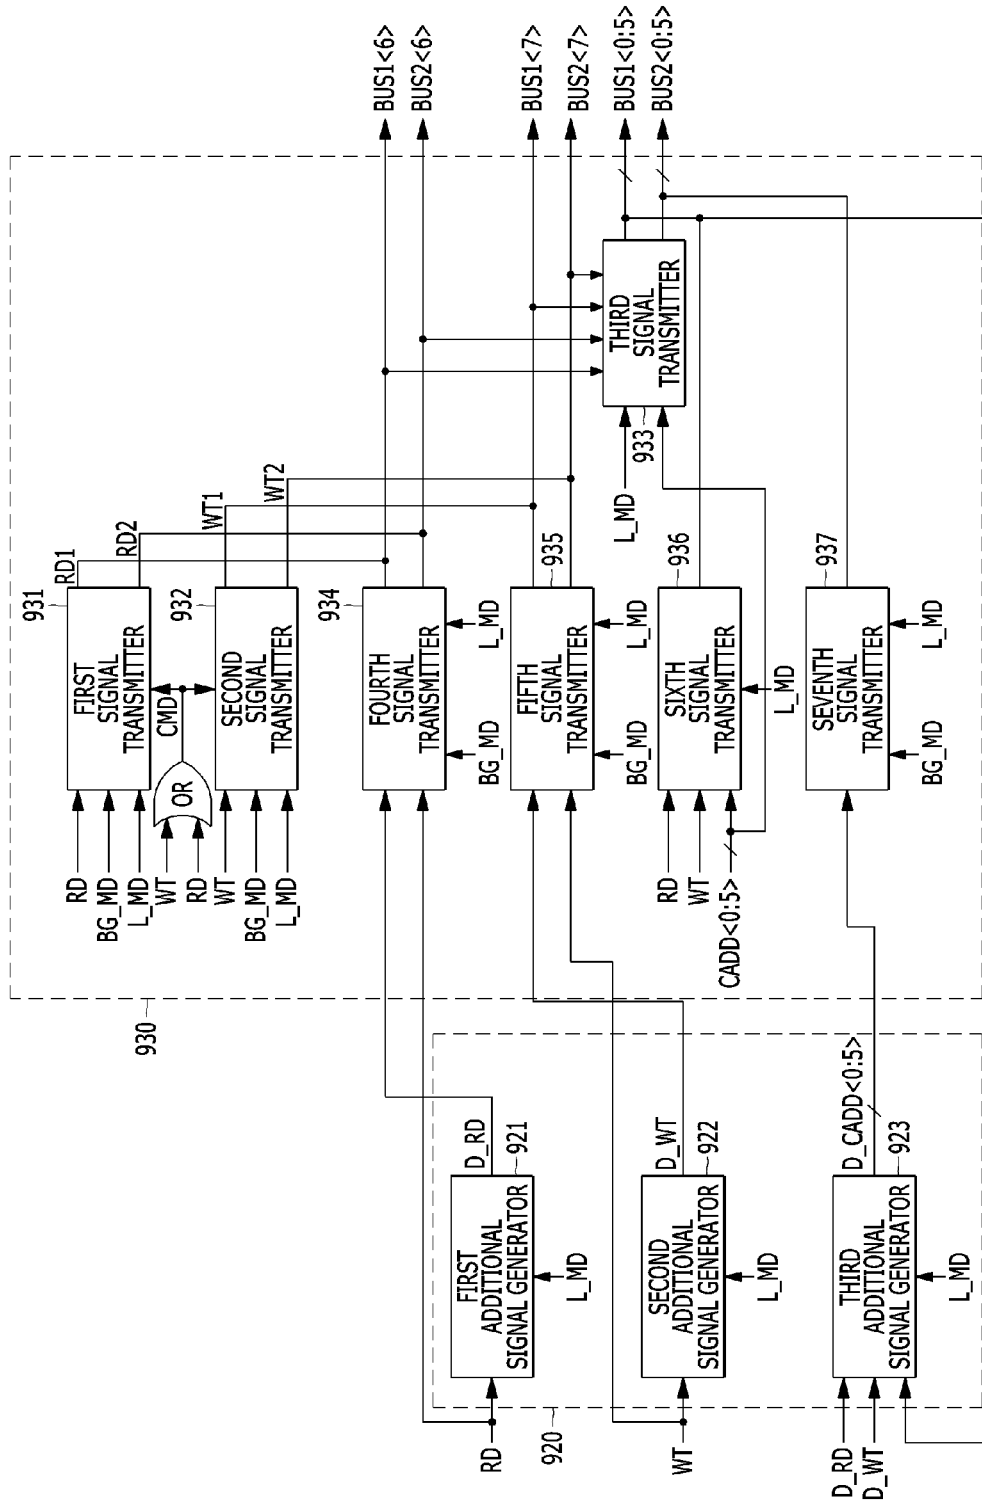 BUS1<6>
BUS2<6>
BUS1<7>
BUS2<7>
BUS1<0:5>
BUS2<0:5>
930
931
FIRST
SIGNAL
TRANSMITTER
RD
BG_MD
L_MD
RD1
RD2
WT
RD
OR
CMD
932
SECOND
SIGNAL
TRANSMITTER
WT
BG_MD
L_MD
WT1
WT2
934
FOURTH
SIGNAL
TRANSMITTER
BG_MD
L_MD
935
FIFTH
SIGNAL
TRANSMITTER
BG_MD
L_MD
933
THIRD
SIGNAL
TRANSMITTER
L_MD
936
SIXTH
SIGNAL
TRANSMITTER
RD
WT
CADD<0:5>
L_MD
937
SEVENTH
SIGNAL
TRANSMITTER
BG_MD
L_MD
920
RD
FIRST
ADDITIONAL
SIGNAL GENERATOR
921
D_RD
L_MD
WT
SECOND
ADDITIONAL
SIGNAL GENERATOR
922
D_WT
L_MD
D_RD
D_WT
THIRD
ADDITIONAL
SIGNAL GENERATOR
923
D_CADD<0:5>
L_MD